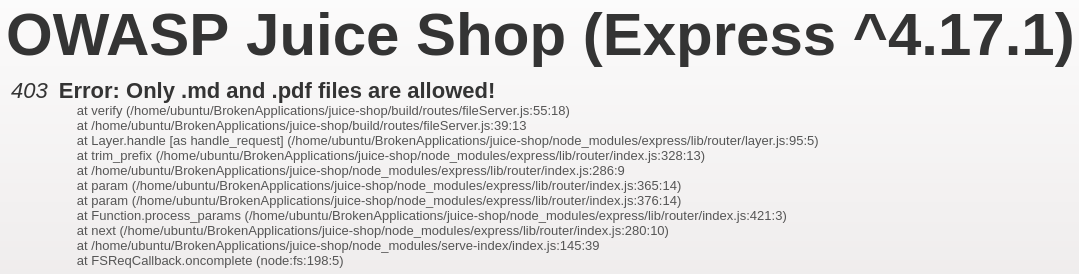 OWASP Juice Shop (Express ^4.17.1)
403 Error: Only .md and .pdf files are allowed!
at verify (/home/ubuntu/BrokenApplications/juice-shop/build/routes/fileServer.js:55:18)
at /home/ubuntu/BrokenApplications/juice-shop/build/routes/fileServer.js:39:13
at Layer.handle [as handle_request] (/home/ubuntu/BrokenApplications/juice-shop/node_modules/express/lib/router/layer.js:95:5)
at trim_prefix (/home/ubuntu/BrokenApplications/juice-shop/node_modules/express/lib/router/index.js:328:13)
at /home/ubuntu/BrokenApplications/juice-shop/node_modules/express/lib/router/index.js:286:9
at param (/home/ubuntu/BrokenApplications/juice-shop/node_modules/express/lib/router/index.js:365:14)
at param (/home/ubuntu/BrokenApplications/juice-shop/node_modules/express/lib/router/index.js:376:14)
at Function.process_params (/home/ubuntu/BrokenApplications/juice-shop/node_modules/express/lib/router/index.js:421:3)
at next (/home/ubuntu/BrokenApplications/juice-shop/node_modules/express/lib/router/index.js:280:10)
at /home/ubuntu/BrokenApplications/juice-shop/node_modules/serve-index/index.js:145:39
at FSReqCallback.oncomplete (node:fs:198:5)